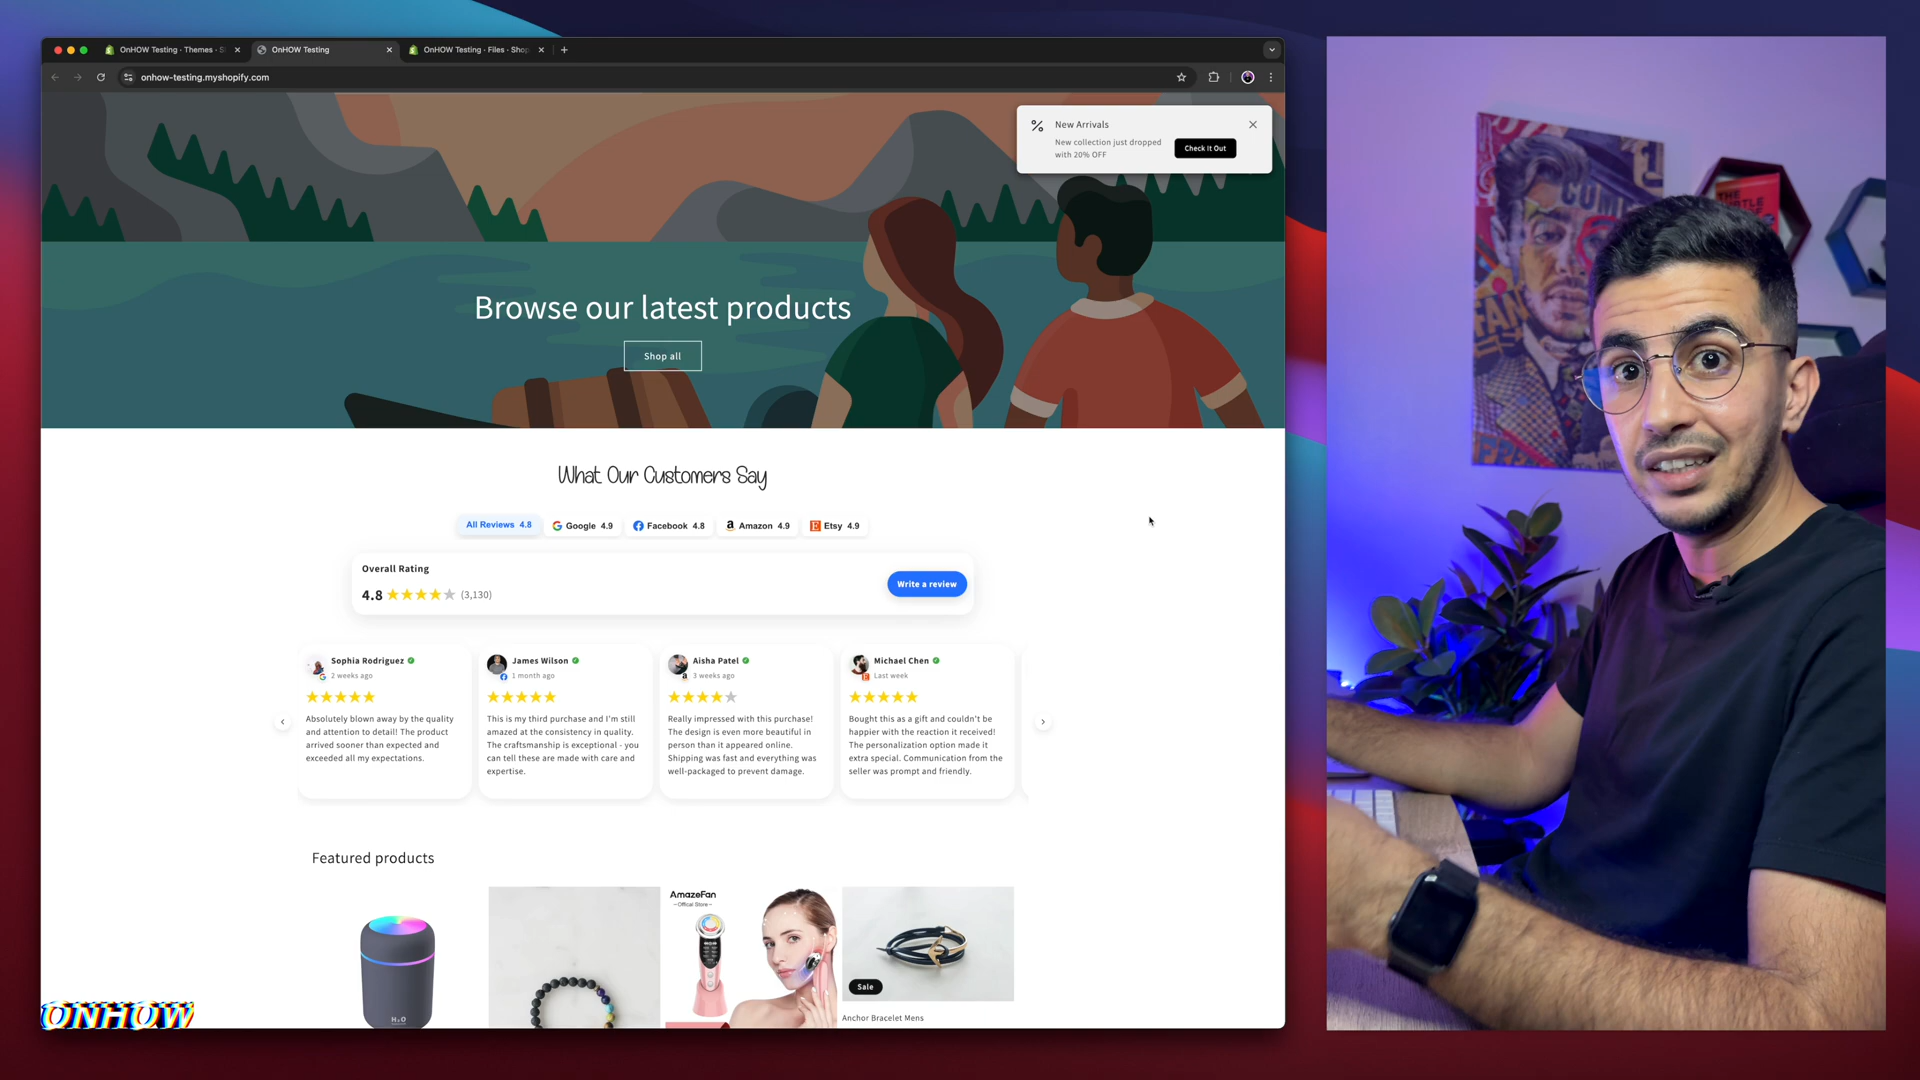 OnHOW Testing · Themes · S
OnHOW Testing
OnHOW Testing · Files · Shop
onhow-testing.myshopify.com
New Arrivals
New collection just dropped
with 20% OFF
Check It Out
Browse our latest products
Shop all
What Our Customers Say
All Reviews 4.8
Google 4.9
Facebook 4.8
Amazon 4.9
Etsy 4.9
Overall Rating
4.8 (3,130)
Write a review
Sophia Rodriguez
2 weeks ago
Absolutely blown away by the quality
and attention to detail! The product
arrived sooner than expected and
exceeded all my expectations.
James Wilson
1 month ago
This is my third purchase and I'm still
amazed at the consistency in quality.
The craftsmanship is exceptional - you
can tell these are made with care and
expertise.
Aisha Patel
3 weeks ago
Really impressed with this purchase!
The design is even more beautiful in
person than it appeared online.
Shipping was fast and everything was
well-packaged to prevent damage.
Michael Chen
Last week
Bought this as a gift and couldn't be
happier with the reaction it received!
The personalization option made it
extra special. Communication from the
seller was prompt and friendly.
Featured products
H₂O
AmazeFan
~Offical Store~
Sale
Anchor Bracelet Mens
ONHOW
COMI
FAN
THE